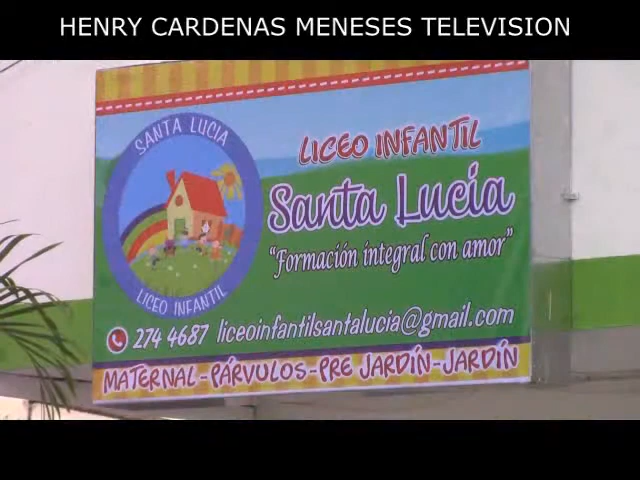 HENRY CARDENAS MENESES TELEVISION
SANTA LUCIA
LICEO INFANTIL
LICEO INFANTIL
Santa Lucia
"Formación integral con amor"
274 4687 liceoinfantilsantalucia@gmail.com
MATERNAL-PÁRVULOS-PRE JARDÍN-JARDÍN